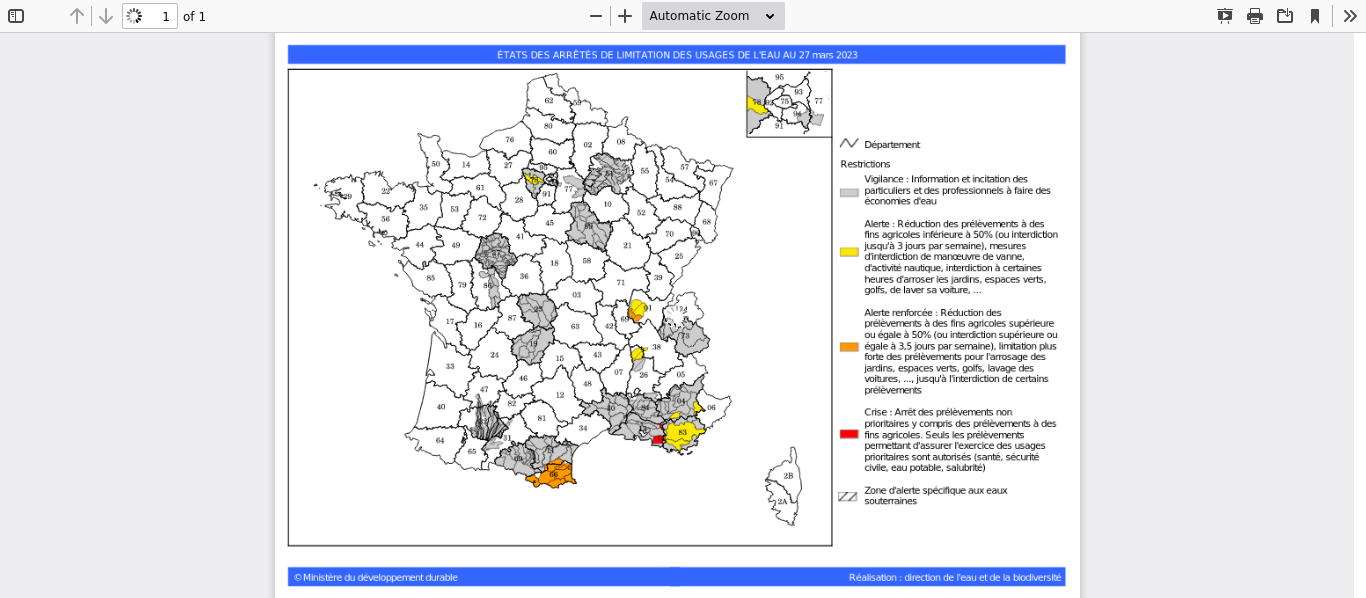 1 of 1 Automatic Zoom
ÉTATS DES ARRÊTÉS DE LIMITATION DES USAGES DE L'EAU AU 27 mars 2023
95
93
78 92 75 77
94
91
62 59
80
76 02 08
60
50 14 27 95 51 55 57
54 67
61 78 77
29 22 28 91 10 52 88
35 53 72 45 68
56 89 70 90
44 49 37 41 21 25
18 58
85 79 86 36 71 39
03 01 74
17 16 87 23 63 42 69 73
24 19 15 43 38
33 07 26 05
47 46 48
40 82 12 30 84 04 06
32 81 34 83
64 31
65 09 11
66
2B
2A
Département
Restrictions
Vigilance : Information et incitation des
particuliers et des professionnels à faire des
économies d'eau
Alerte : Réduction des prélèvements à des
fins agricoles inférieure à 50% (ou interdiction
jusqu'à 3 jours par semaine), mesures
d'interdiction de manœuvre de vanne,
d'activité nautique, interdiction à certaines
heures d'arroser les jardins, espaces verts,
golfs, de laver sa voiture, ...
Alerte renforcée : Réduction des
prélèvements à des fins agricoles supérieure
ou égale à 50% (ou interdiction supérieure ou
égale à 3,5 jours par semaine), limitation plus
forte des prélèvements pour l'arrosage des
jardins, espaces verts, golfs, lavage des
voitures, ..., jusqu'à l'interdiction de certains
prélèvements
Crise : Arrêt des prélèvements non
prioritaires y compris des prélèvements à des
fins agricoles. Seuls les prélèvements
permettant d'assurer l'exercice des usages
prioritaires sont autorisés (santé, sécurité
civile, eau potable, salubrité)
Zone d'alerte spécifique aux eaux
souterraines
©Ministère du développement durable
Réalisation : direction de l'eau et de la biodiversité